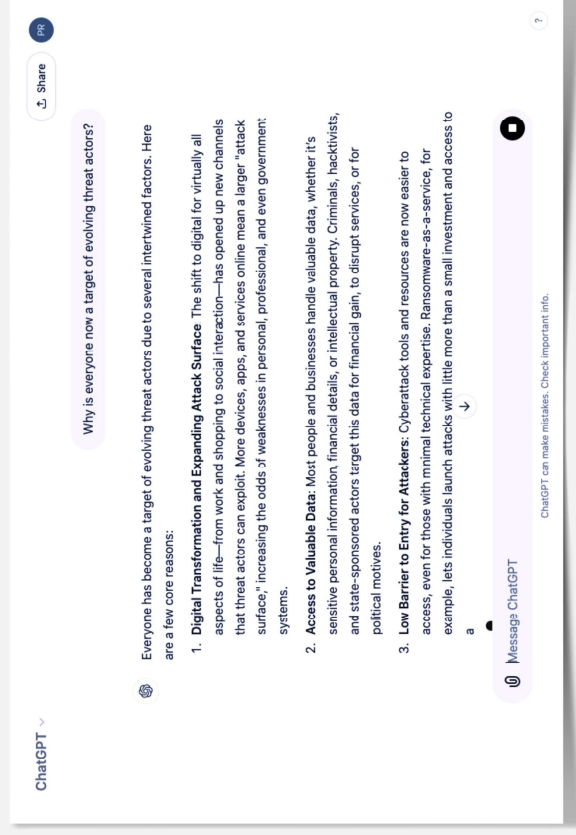 ChatGPT
Share
PR
Why is everyone now a target of evolving threat actors?
Everyone has become a target of evolving threat actors due to several intertwined factors. Here
are a few core reasons:
1. Digital Transformation and Expanding Attack Surface The shift to digital for virtually all
aspects of life—from work and shopping to social interaction—has opened up new channels
that threat actors can exploit. More devices, apps, and services online mean a larger "attack
surface," increasing the odds of weaknesses in personal, professional, and even government
systems.
2. Access to Valuable Data: Most people and businesses handle valuable data, whether it's
sensitive personal information, financial details, or intellectual property. Criminals, hacktivists,
and state-sponsored actors target this data for financial gain, to disrupt services, or for
political motives.
3. Low Barrier to Entry for Attackers: Cyberattack tools and resources are now easier to
access, even for those with mnimal technical expertise. Ransomware-as-a-service, for
example, lets individuals launch attacks with little more than a small investment and access to
a
Message ChatGPT
ChatGPT can make mistakes. Check important info.
?